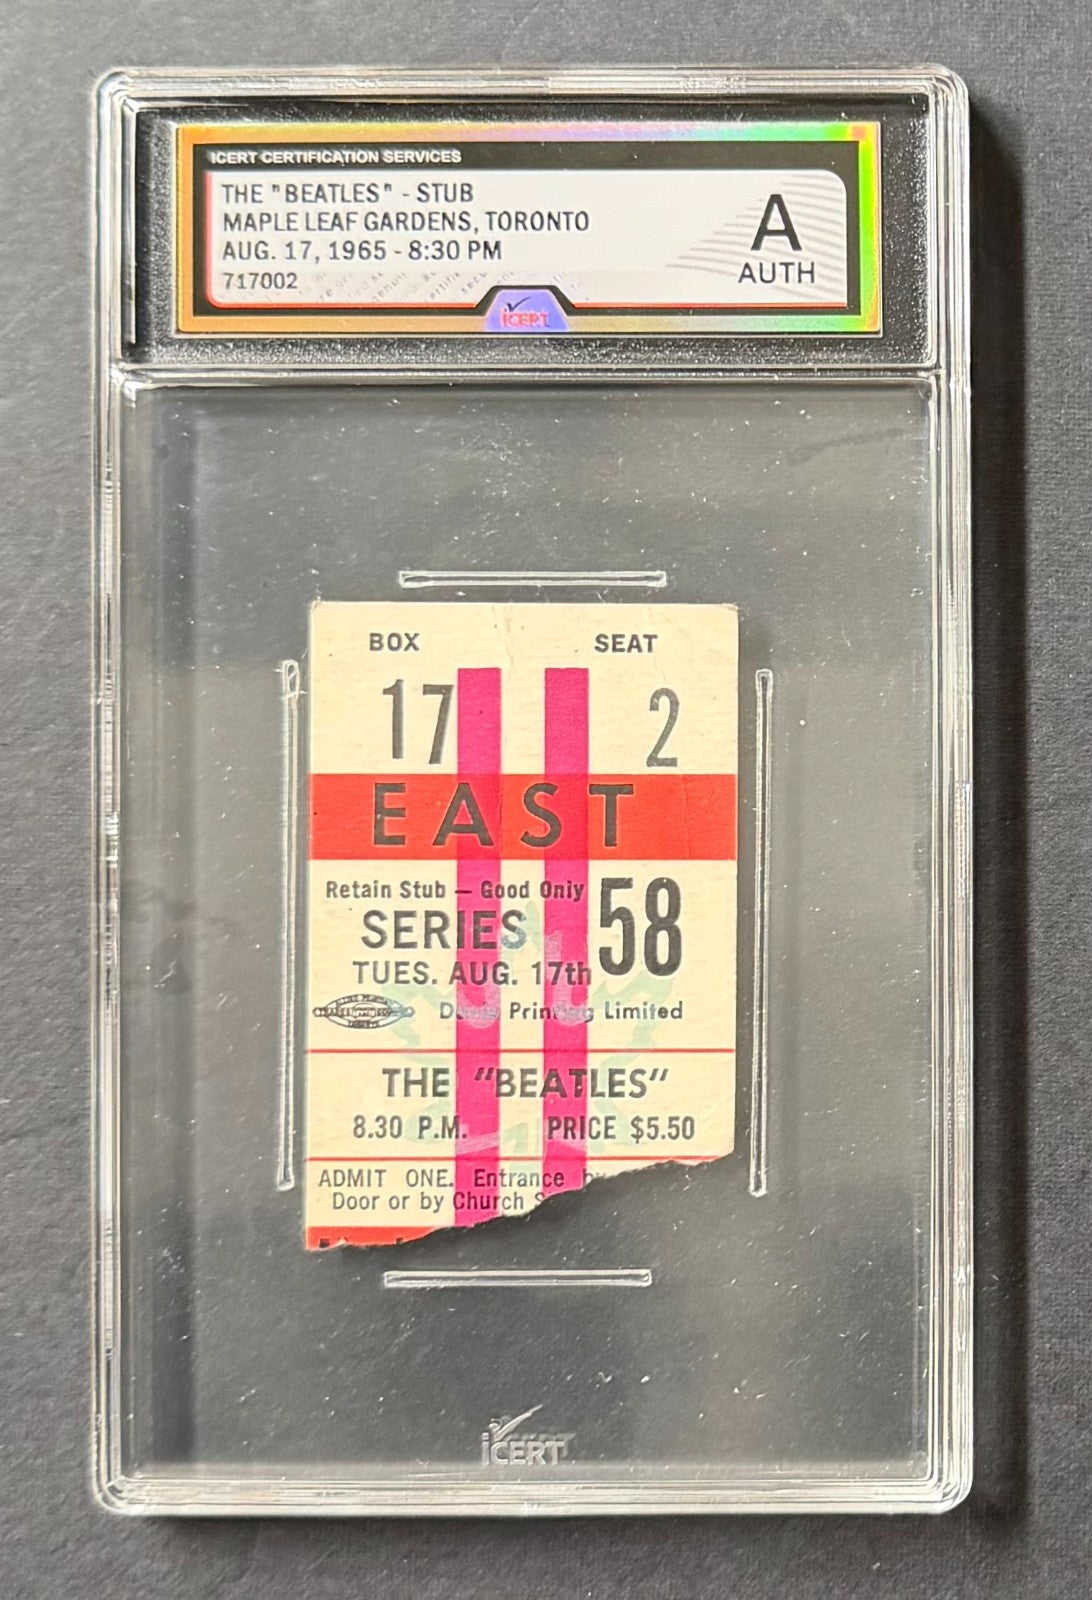 ICERT CERTIFICATION SERVICES
THE "BEATLES" - STUB
MAPLE LEAF GARDENS, TORONTO
AUG. 17, 1965 - 8:30 PM
717002
A
AUTH
iCERT
BOX SEAT
17 2
EAST
Retain Stub — Good Only
SERIES 58
TUES. AUG. 17th
Printing Limited
THE "BEATLES"
8.30 P.M. PRICE $5.50
ADMIT ONE. Entrance
Door or by Church
iCERT